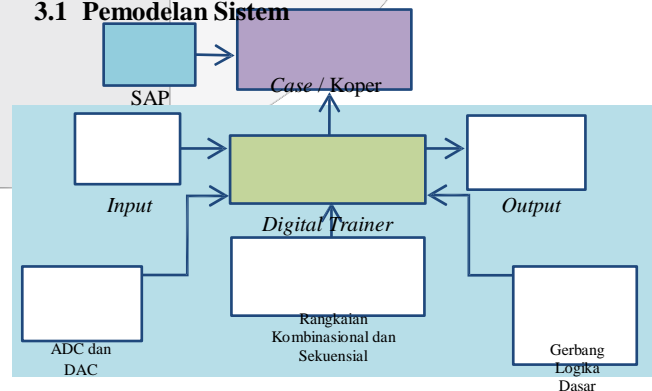 3.1 Pemodelan Sistem
Case / Koper
SAP
Input
Output
Digital Trainer
Rangkaian
Kombinasional dan
Sekuensial
ADC dan
DAC
Gerbang
Logika
Dasar